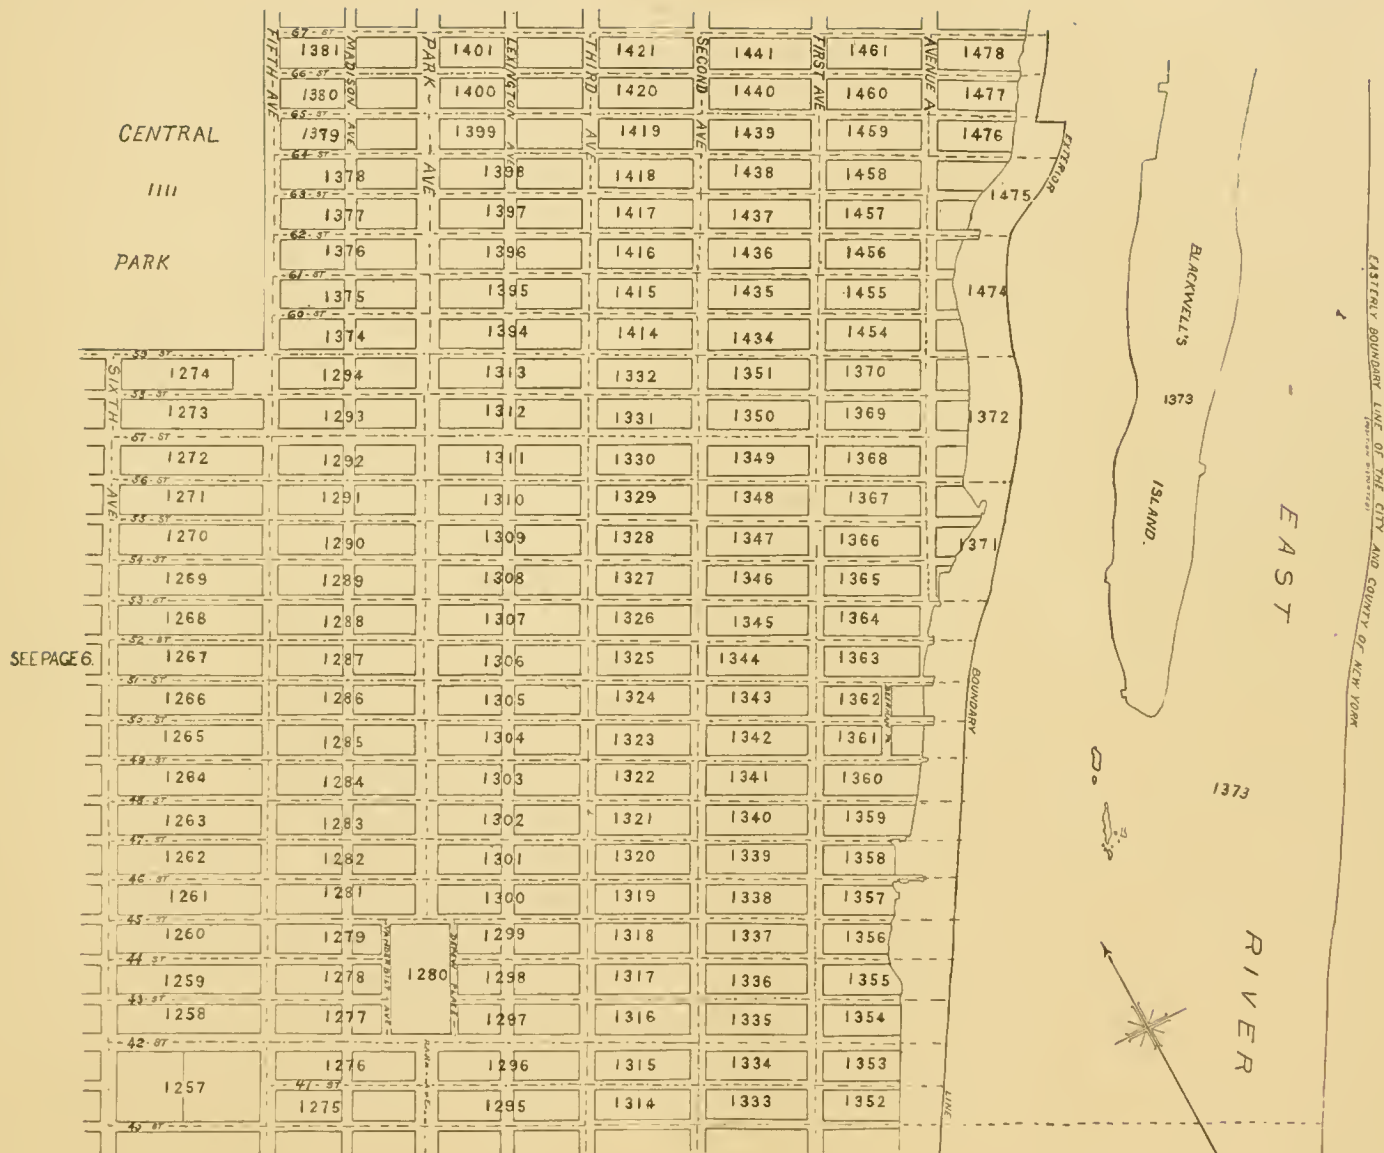 67 - ST
1381 1401 1421 1441 1461 1478
66 - ST
1380 1400 1420 1440 1460 1477
65 - ST
1379 1399 1419 1439 1459 1476
64 - ST
1378 1398 1418 1438 1458
63 - ST
1475
1377 1397 1417 1437 1457
62 - ST
1376 1396 1416 1436 1456
61 - ST
1375 1395 1415 1435 1455 1474
60 - ST
1374 1394 1414 1434 1454
CENTRAL
1111
PARK
FIFTH - AVE
MADISON AVE
PARK - AVE
LEXINGTON AVE
THIRD - AVE
SECOND - AVE
FIRST AVE
AVENUE A
EXTERIOR
59 - ST
1274 1294 1313 1332 1351 1370
58 - ST
1273 1293 1312 1331 1350 1369 1372
57 - ST
1272 1292 1311 1330 1349 1368
56 - ST
1271 1291 1310 1329 1348 1367
55 - ST
1270 1290 1309 1328 1347 1366 1371
54 - ST
1269 1289 1308 1327 1346 1365
53 - ST
1268 1288 1307 1326 1345 1364
52 - ST
SEE PAGE 6. 1267 1287 1306 1325 1344 1363
51 - ST
1266 1286 1305 1324 1343 1362
50 - ST
1265 1285 1304 1323 1342 1361
49 - ST
1264 1284 1303 1322 1341 1360
48 - ST
1263 1283 1302 1321 1340 1359
47 - ST
1262 1282 1301 1320 1339 1358
46 - ST
1261 1281 1300 1319 1338 1357
45 - ST
1260 1279 1299 1318 1337 1356
44 - ST
1259 1278 1280 1298 1317 1336 1355
43 - ST
1258 1277 1297 1316 1335 1354
42 - ST
1276 1296 1315 1334 1353
1257
41 - ST
1275 1295 1314 1333 1352
40 ST
SIXTH AVE
VANDERBILT AVE
BOUNDARY
LINE
BLACKWELL'S
1373
ISLAND.
EAST
1373
RIVER
EASTERLY BOUNDARY LINE OF THE CITY AND COUNTY OF NEW YORK